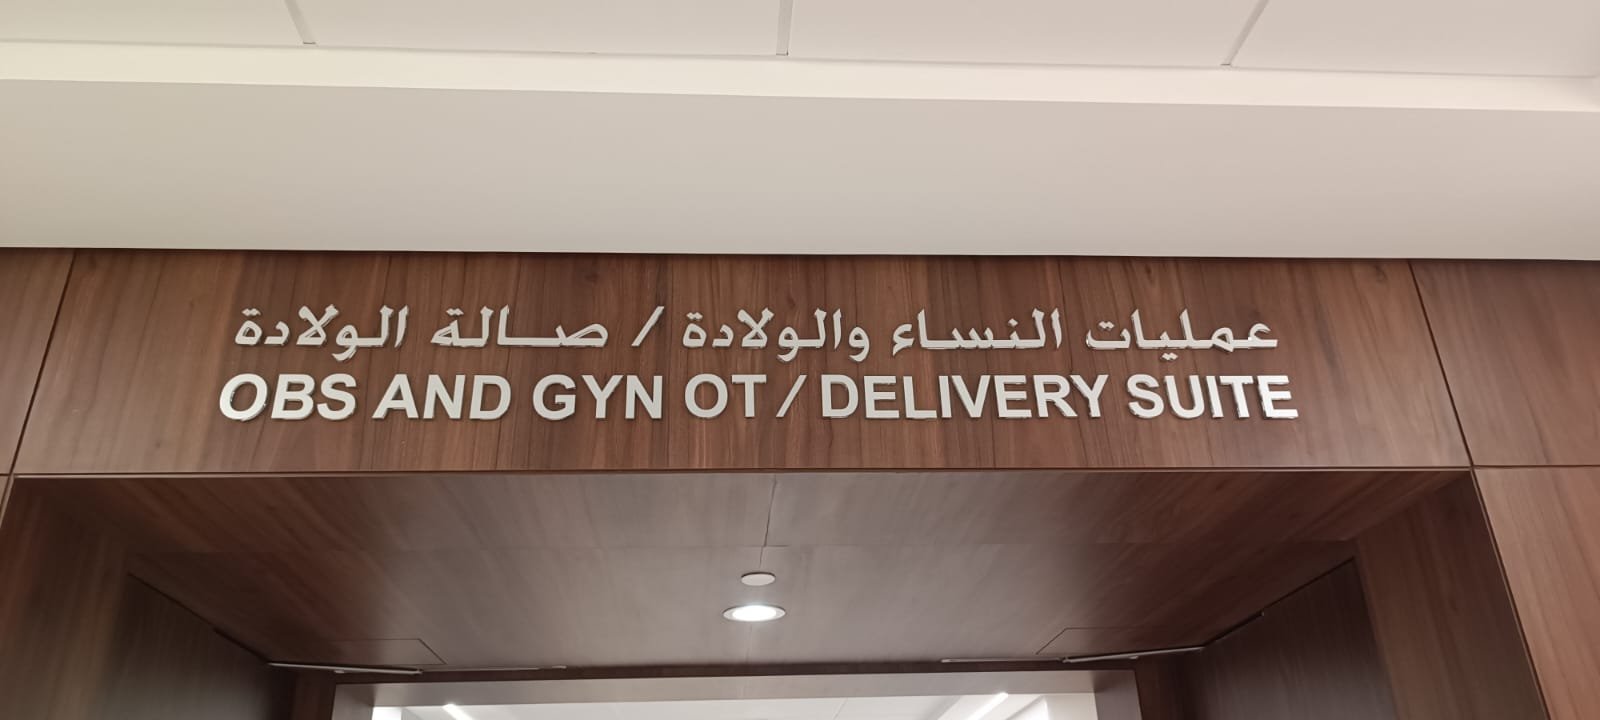 عمليات النساء والولادة / صالة الولادة
OBS AND GYN OT / DELIVERY SUITE